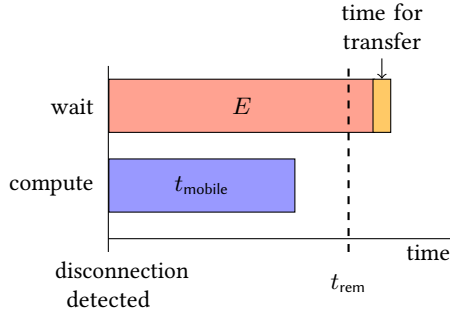 time for
transfer
wait
E
compute
t_mobile
time
disconnection
detected
t_rem